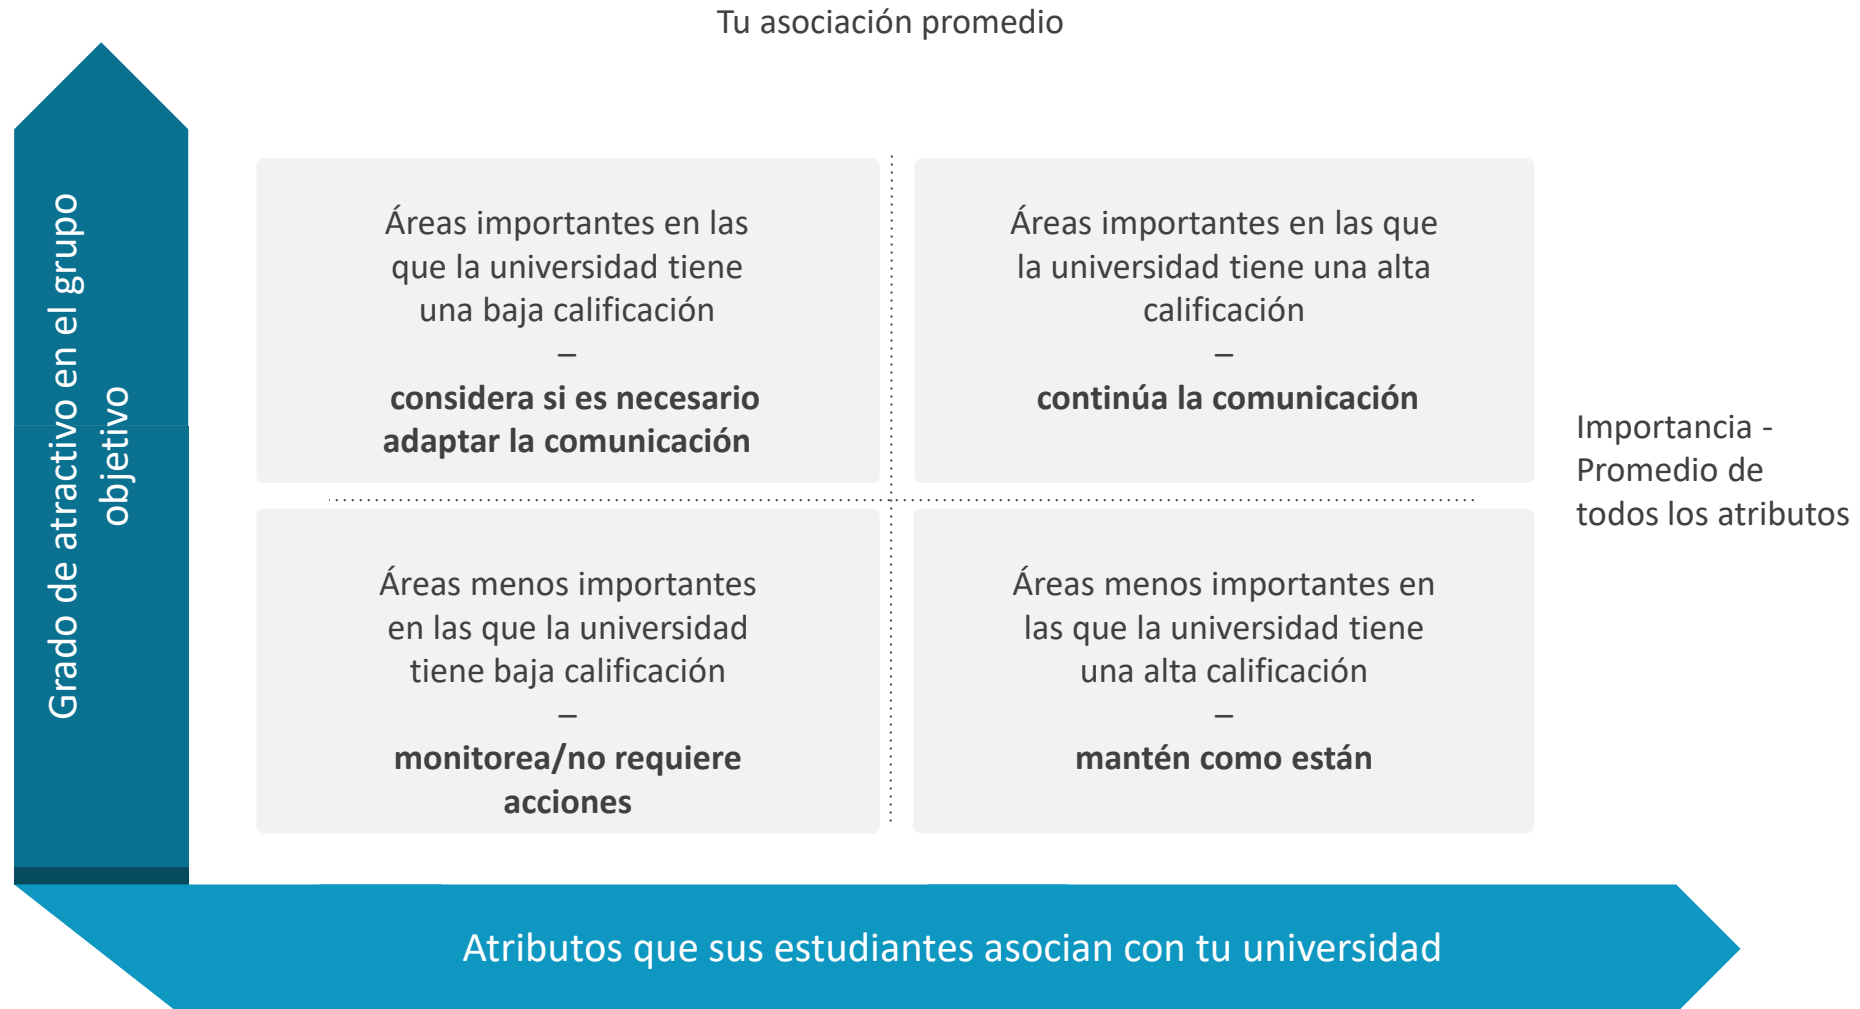 Tu asociación promedio
Grado de atractivo en el grupo
objetivo
Áreas importantes en las
que la universidad tiene
una baja calificación
–
considera si es necesario
adaptar la comunicación
Áreas importantes en las que
la universidad tiene una alta
calificación
–
continúa la comunicación
Importancia -
Promedio de
todos los atributos
Áreas menos importantes
en las que la universidad
tiene baja calificación
–
monitorea/no requiere
acciones
Áreas menos importantes en
las que la universidad tiene
una alta calificación
–
mantén como están
Atributos que sus estudiantes asocian con tu universidad